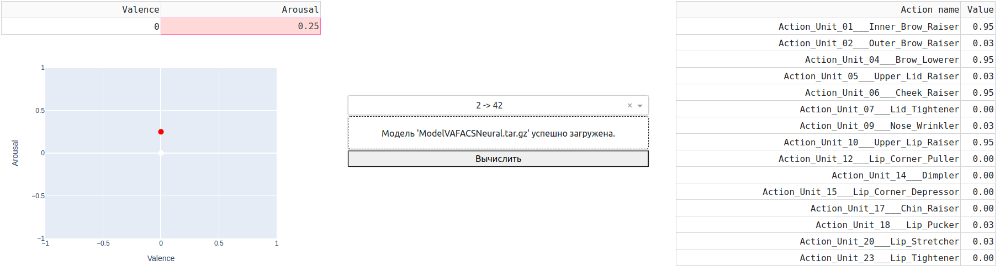 Valence Arousal
0 0.25
1
0.5
0
−0.5
−1
−1 −0.5 0 0.5 1
Arousal
Valence
2 -> 42 ×
Модель 'ModelVAFACSNeural.tar.gz' успешно загружена.
Вычислить
Action name Value
Action_Unit_01___Inner_Brow_Raiser 0.95
Action_Unit_02___Outer_Brow_Raiser 0.03
Action_Unit_04___Brow_Lowerer 0.95
Action_Unit_05___Upper_Lid_Raiser 0.03
Action_Unit_06___Cheek_Raiser 0.95
Action_Unit_07___Lid_Tightener 0.00
Action_Unit_09___Nose_Wrinkler 0.03
Action_Unit_10___Upper_Lip_Raiser 0.95
Action_Unit_12___Lip_Corner_Puller 0.00
Action_Unit_14___Dimpler 0.00
Action_Unit_15___Lip_Corner_Depressor 0.00
Action_Unit_17___Chin_Raiser 0.00
Action_Unit_18___Lip_Pucker 0.03
Action_Unit_20___Lip_Stretcher 0.03
Action_Unit_23___Lip_Tightener 0.00